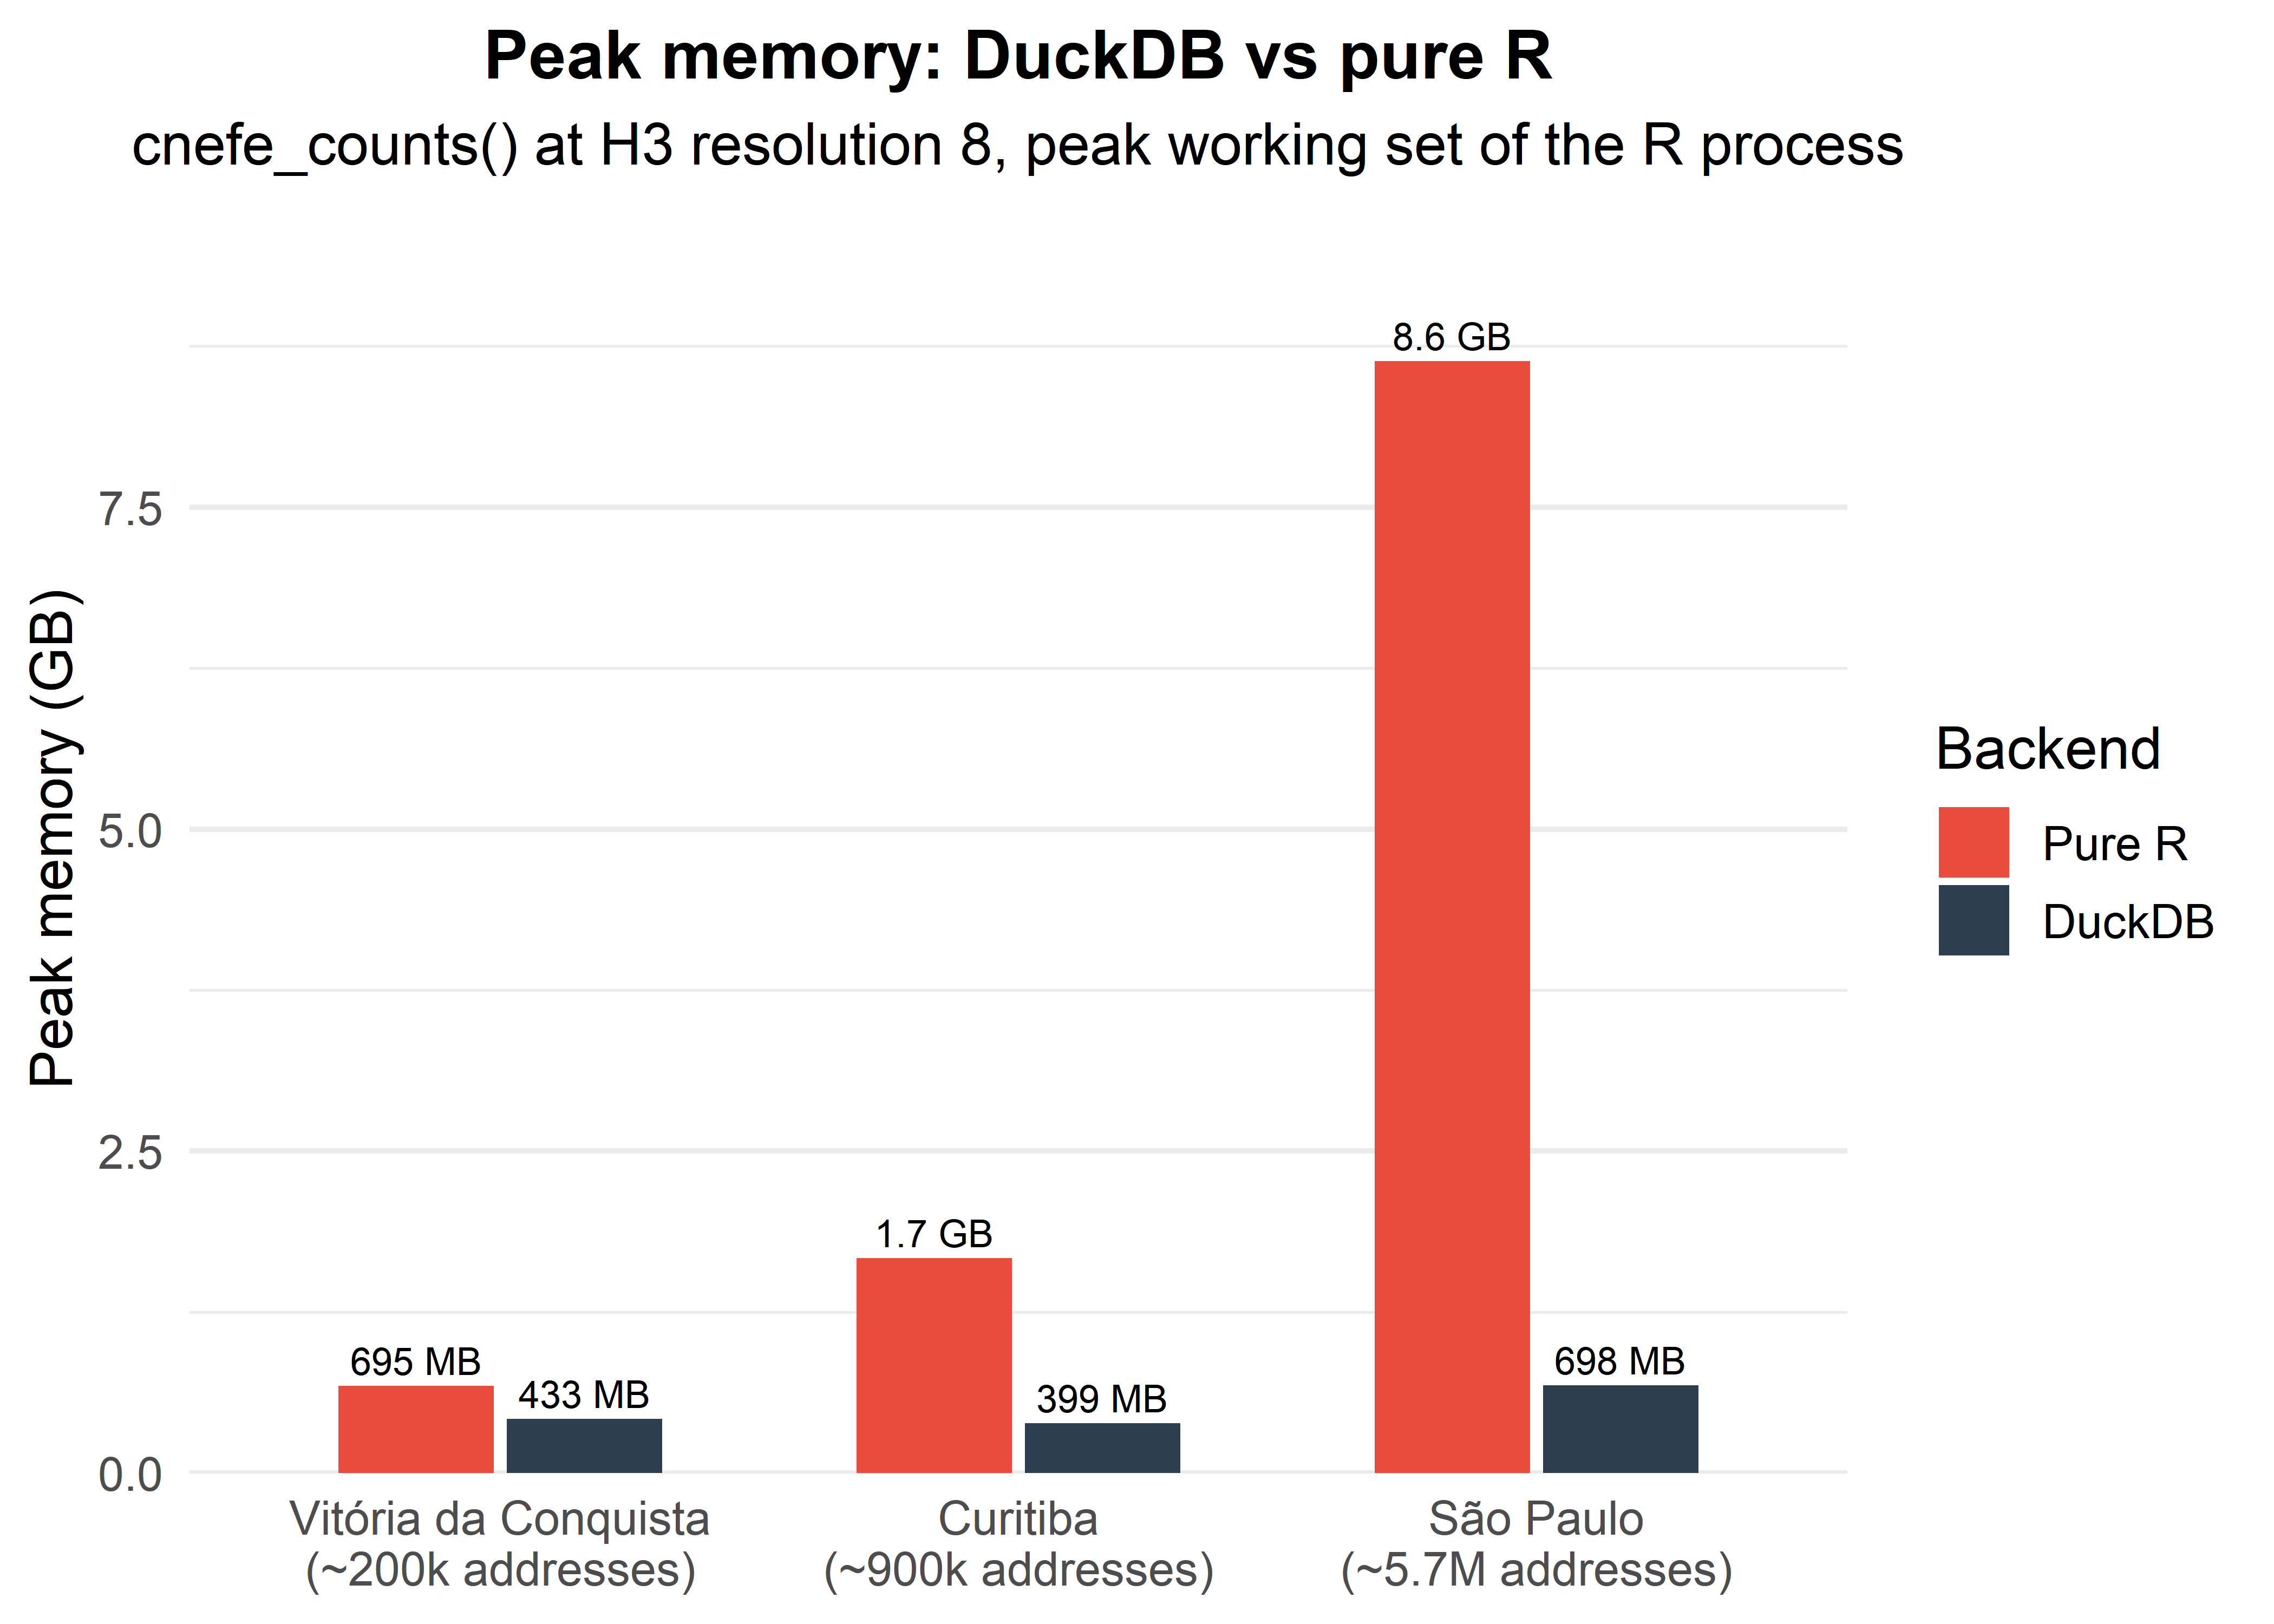 Peak memory: DuckDB vs pure R
cnefe_counts() at H3 resolution 8, peak working set of the R process
Peak memory (GB)
7.5
5.0
2.5
0.0
8.6 GB
1.7 GB
695 MB
433 MB
399 MB
698 MB
Vitória da Conquista
(~200k addresses)
Curitiba
(~900k addresses)
São Paulo
(~5.7M addresses)
Backend
Pure R
DuckDB